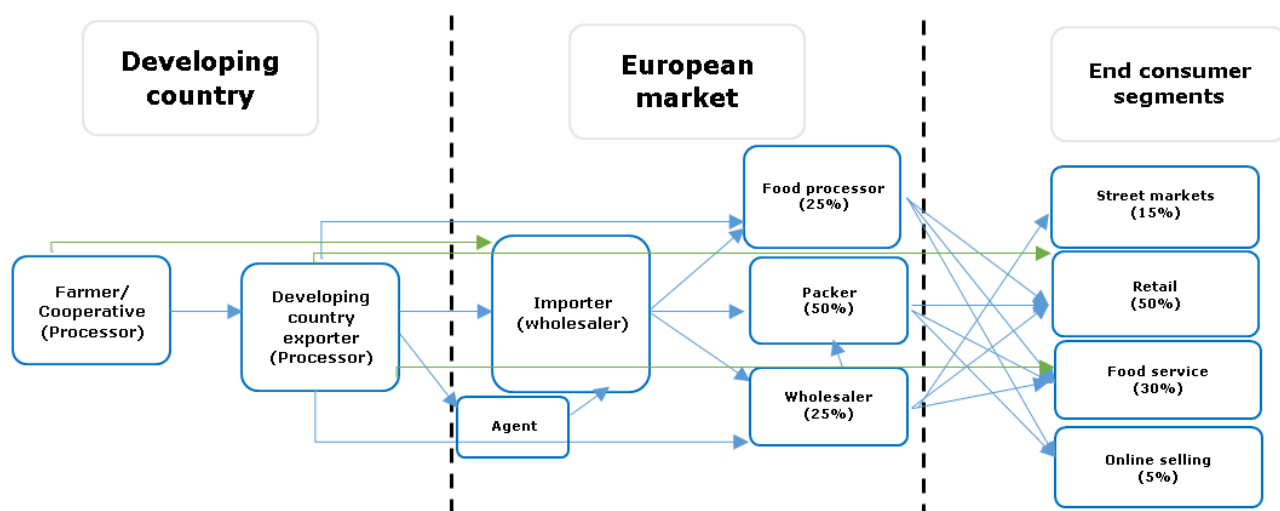 Developing
country
European
market
End consumer
segments
Farmer/
Cooperative
(Processor)
Developing
country
exporter
(Processor)
Importer
(wholesaler)
Agent
Food processor
(25%)
Packer
(50%)
Wholesaler
(25%)
Street markets
(15%)
Retail
(50%)
Food service
(30%)
Online selling
(5%)